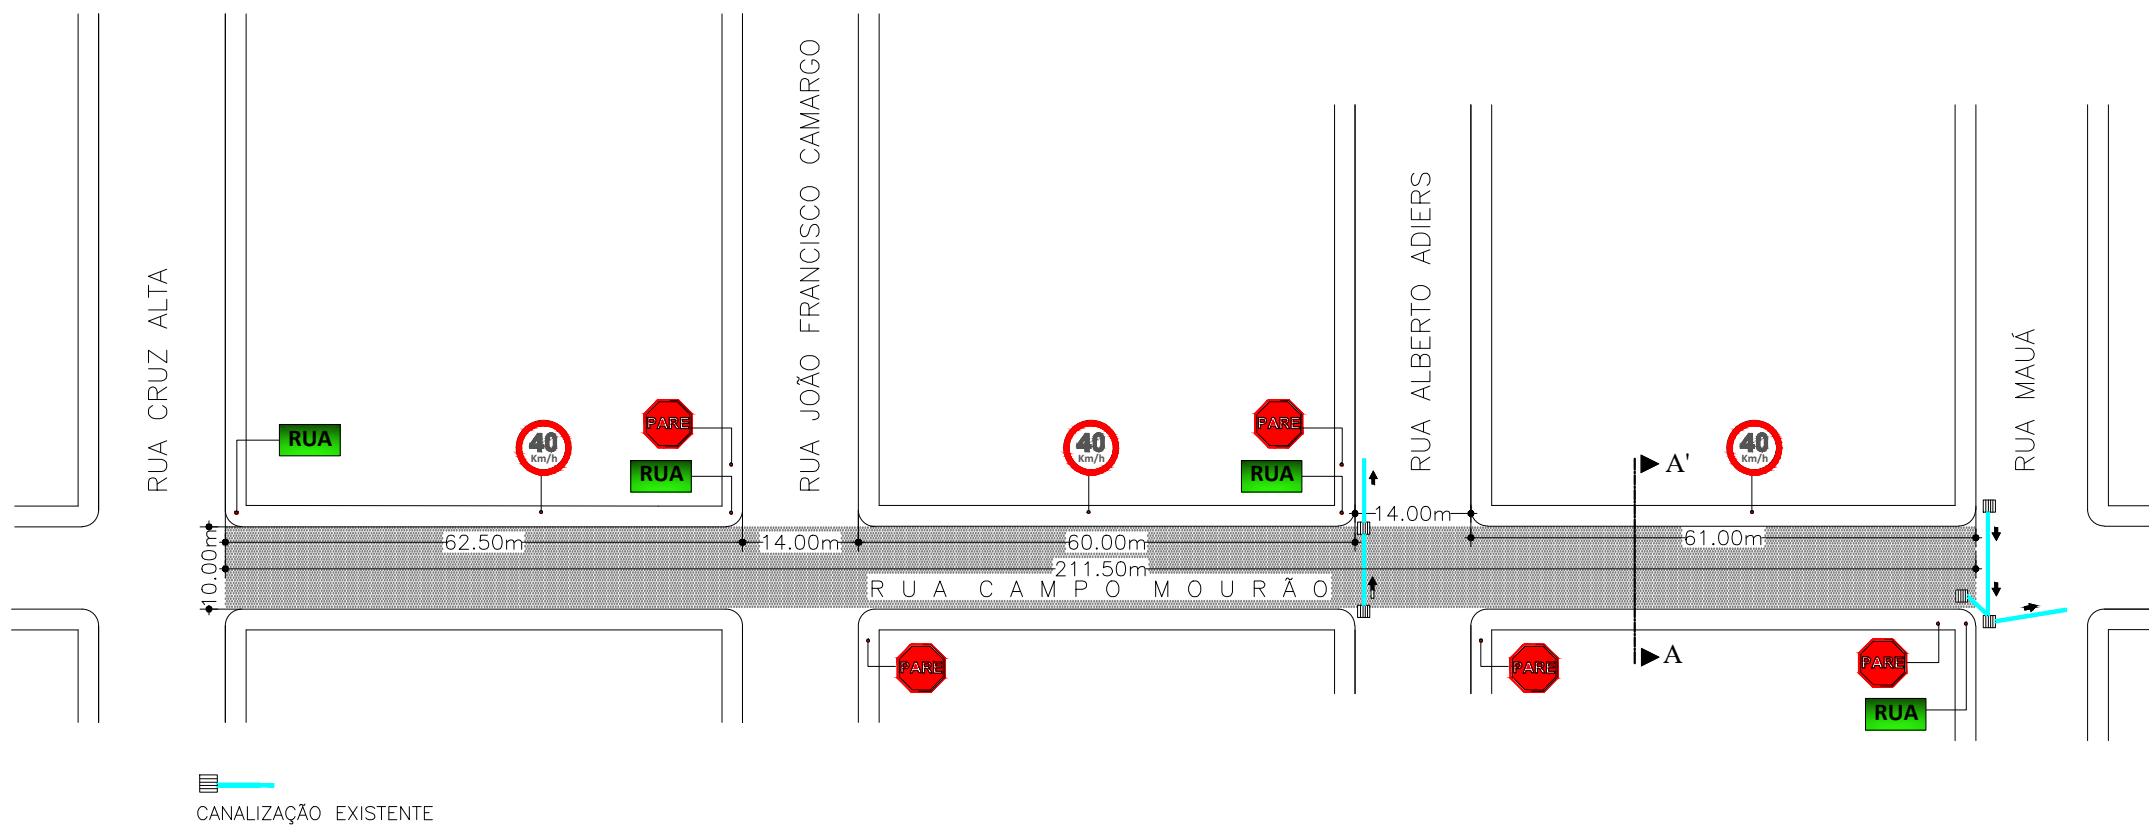 RUA CRUZ ALTA
RUA JOÃO FRANCISCO CAMARGO
RUA ALBERTO ADIERS
RUA MAUÁ
RUA
40
Km/h
PARE
RUA
40
Km/h
PARE
RUA
40
Km/h
A'
14.00m
10.00m
62.50m
14.00m
60.00m
61.00m
211.50m
RUA CAMPO MOURÃO
PARE
PARE
A
PARE
RUA
CANALIZAÇÃO EXISTENTE